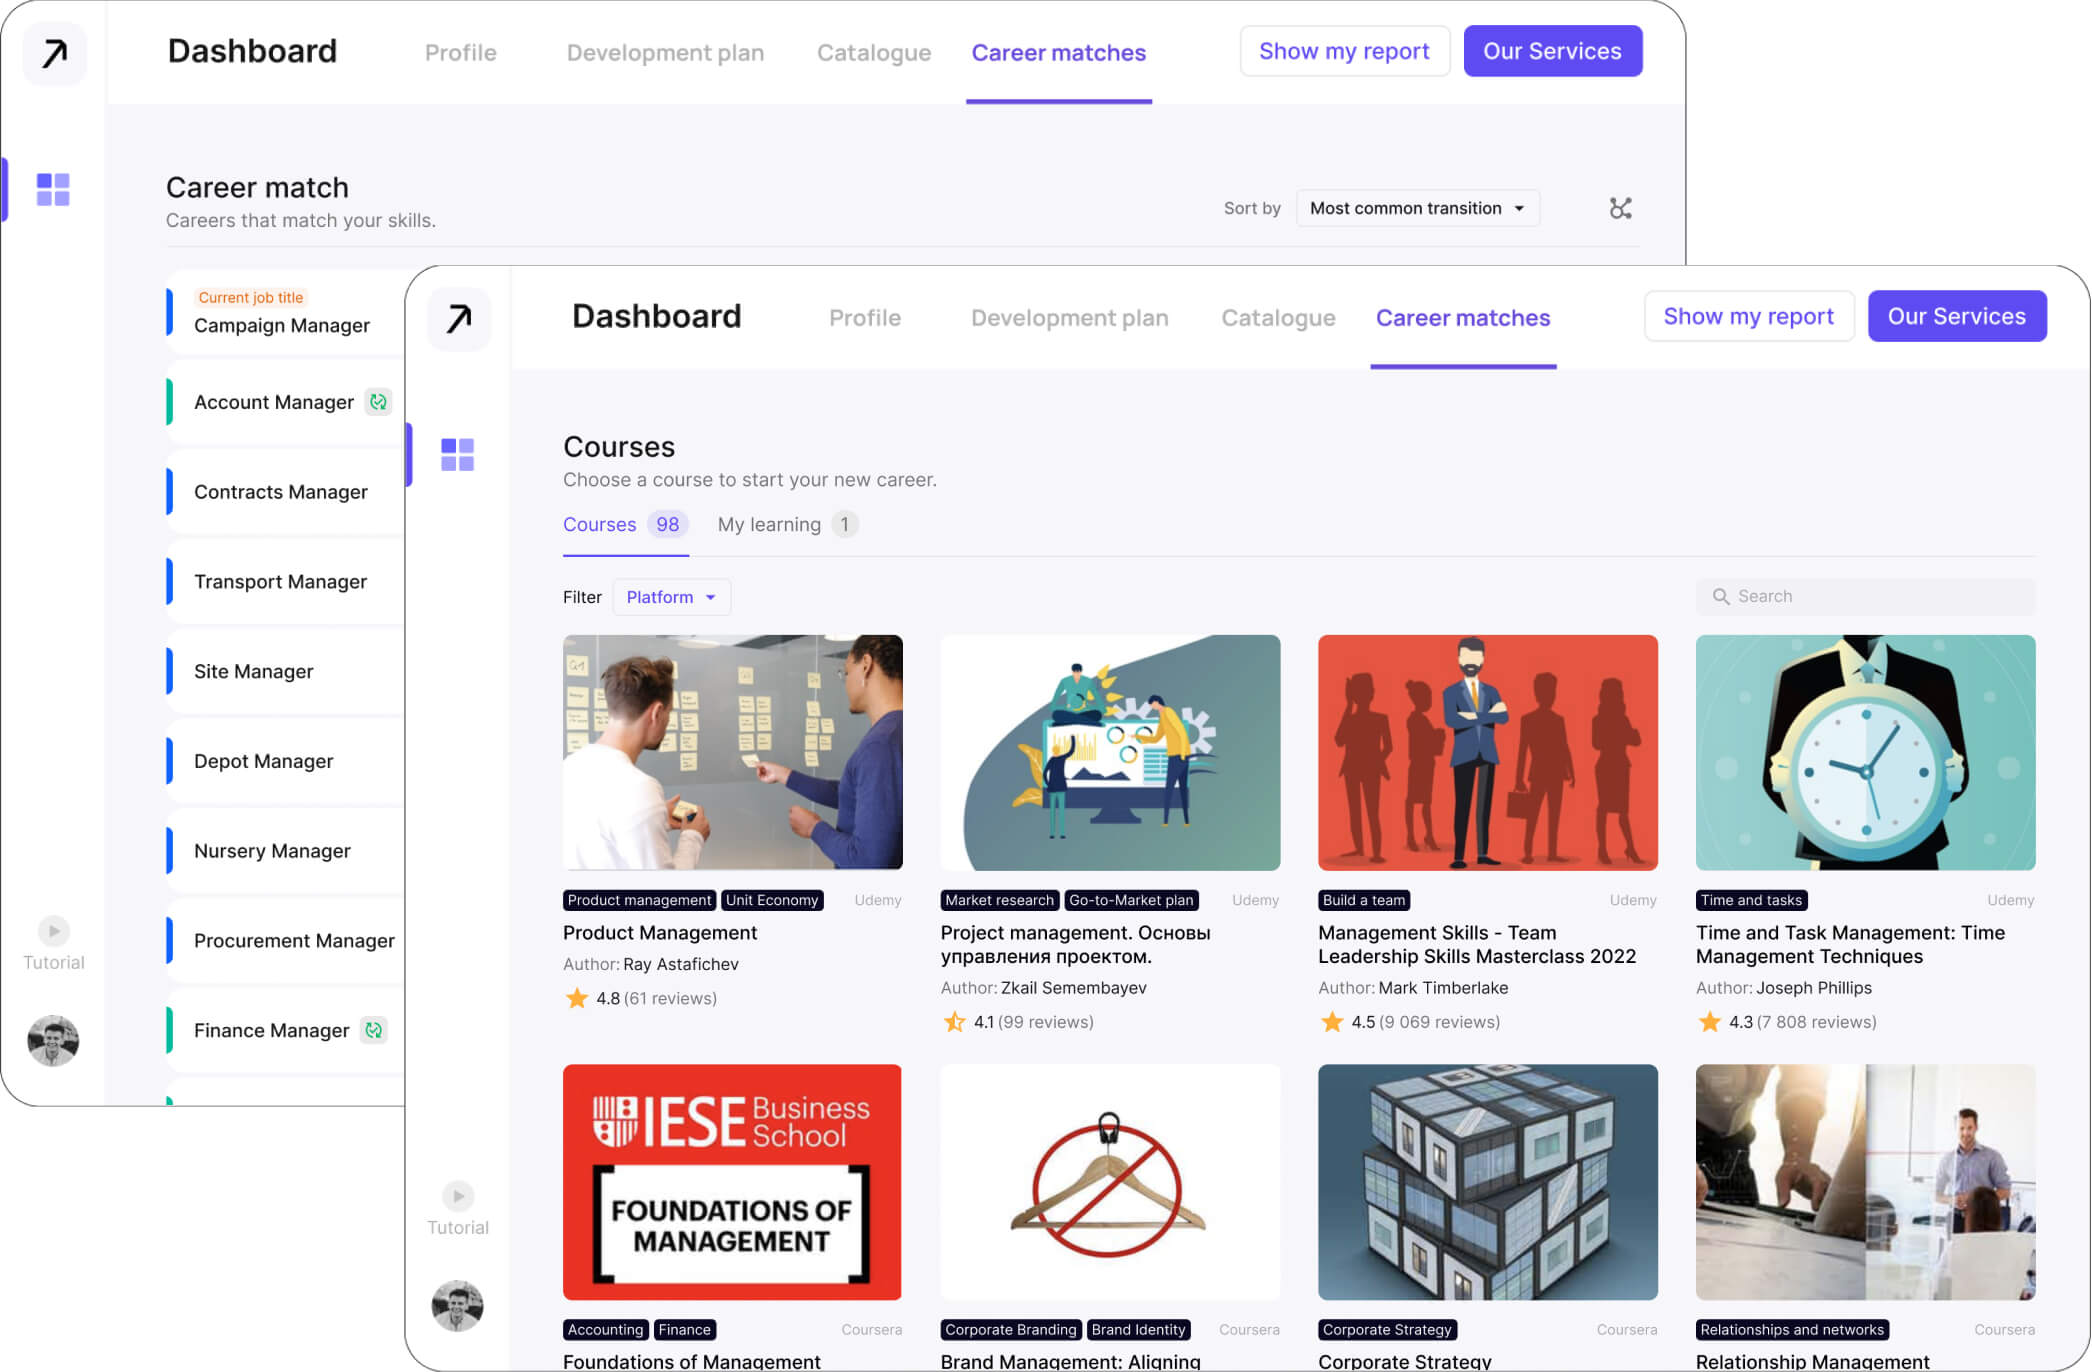 Dashboard
Profile
Development plan
Catalogue
Career matches
Show my report
Our Services
Career match
Careers that match your skills.
Sort by
Most common transition
Current job title
Campaign Manager
Account Manager
Contracts Manager
Transport Manager
Site Manager
Depot Manager
Nursery Manager
Procurement Manager
Finance Manager
Tutorial
Dashboard
Profile
Development plan
Catalogue
Career matches
Show my report
Our Services
Courses
Choose a course to start your new career.
Courses 98
My learning 1
Filter
Platform
Search
Q1
Product management Unit Economy Udemy
Product Management
Author: Ray Astafichev
4.8 (61 reviews)
Market research Go-to-Market plan Udemy
Project management. Основы
управления проектом.
Author: Zkail Semembayev
4.1 (99 reviews)
Build a team Udemy
Management Skills - Team
Leadership Skills Masterclass 2022
Author: Mark Timberlake
4.5 (9 069 reviews)
Time and tasks Udemy
Time and Task Management: Time
Management Techniques
Author: Joseph Phillips
4.3 (7 808 reviews)
IESE Business
School
FOUNDATIONS OF
MANAGEMENT
Accounting Finance Coursera
Foundations of Management
Corporate Branding Brand Identity Coursera
Brand Management: Aligning
Corporate Strategy Coursera
Corporate Strategy
Relationships and networks Coursera
Relationship Management
Tutorial